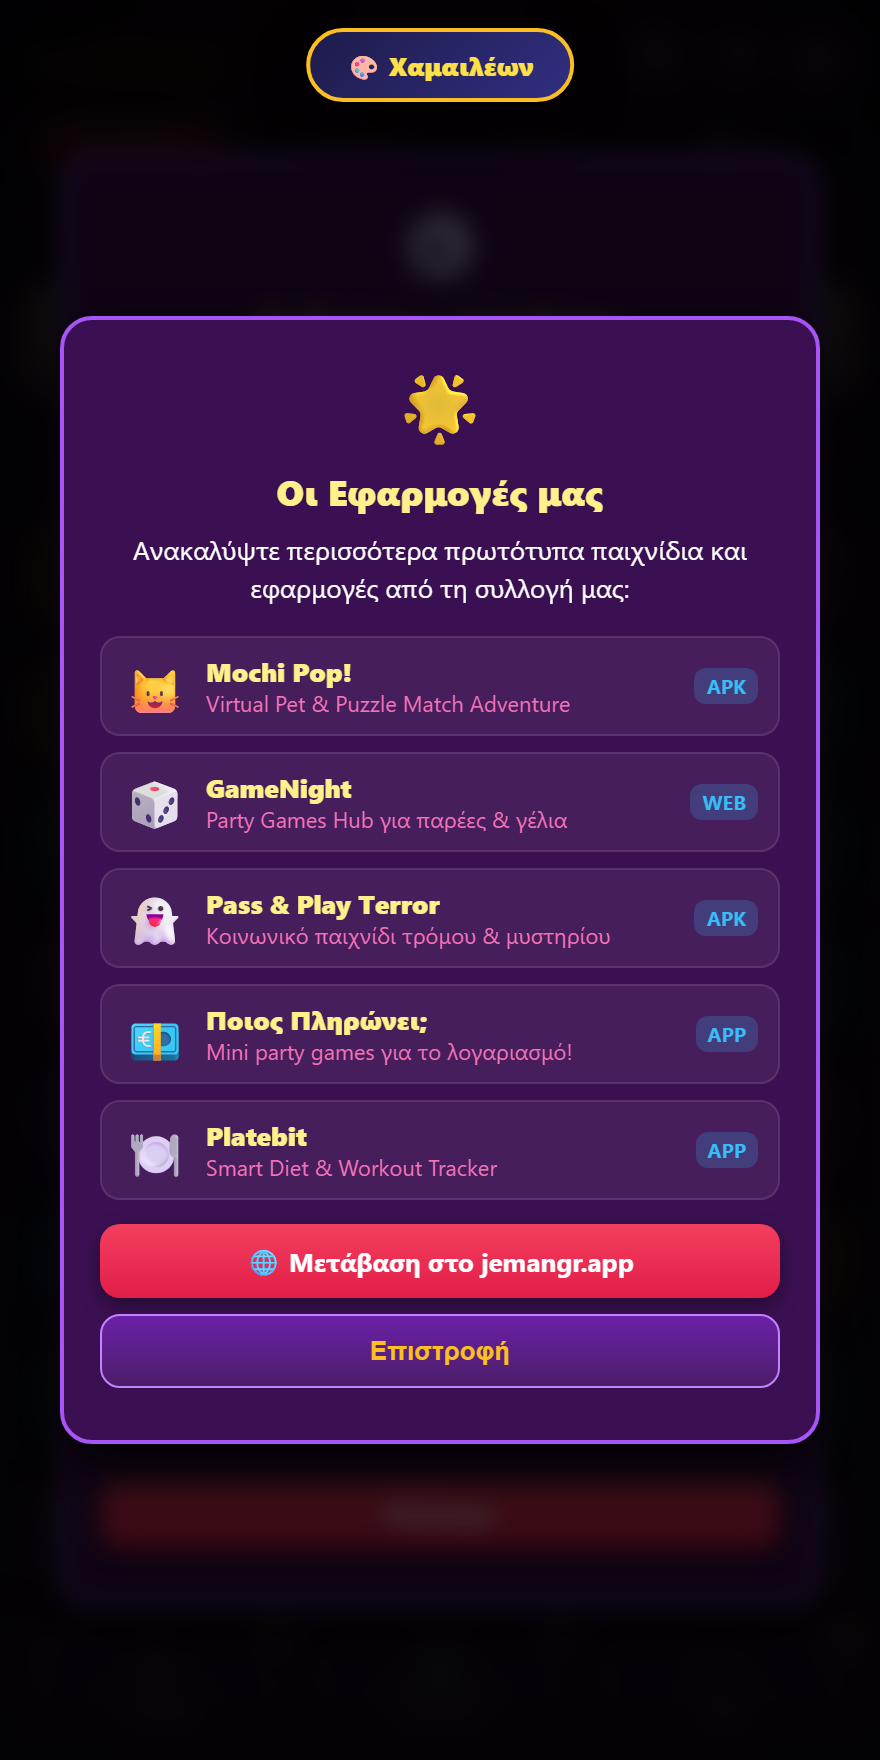 Χαμαιλέων
Οι Εφαρμογές μας
Ανακαλύψτε περισσότερα πρωτότυπα παιχνίδια και
εφαρμογές από τη συλλογή μας:
Mochi Pop!
Virtual Pet & Puzzle Match Adventure
APK
GameNight
Party Games Hub για παρέες & γέλια
WEB
Pass & Play Terror
Κοινωνικό παιχνίδι τρόμου & μυστηρίου
APK
Ποιος Πληρώνει;
Mini party games για το λογαριασμό!
APP
Platebit
Smart Diet & Workout Tracker
APP
Μετάβαση στο jemangr.app
Επιστροφή